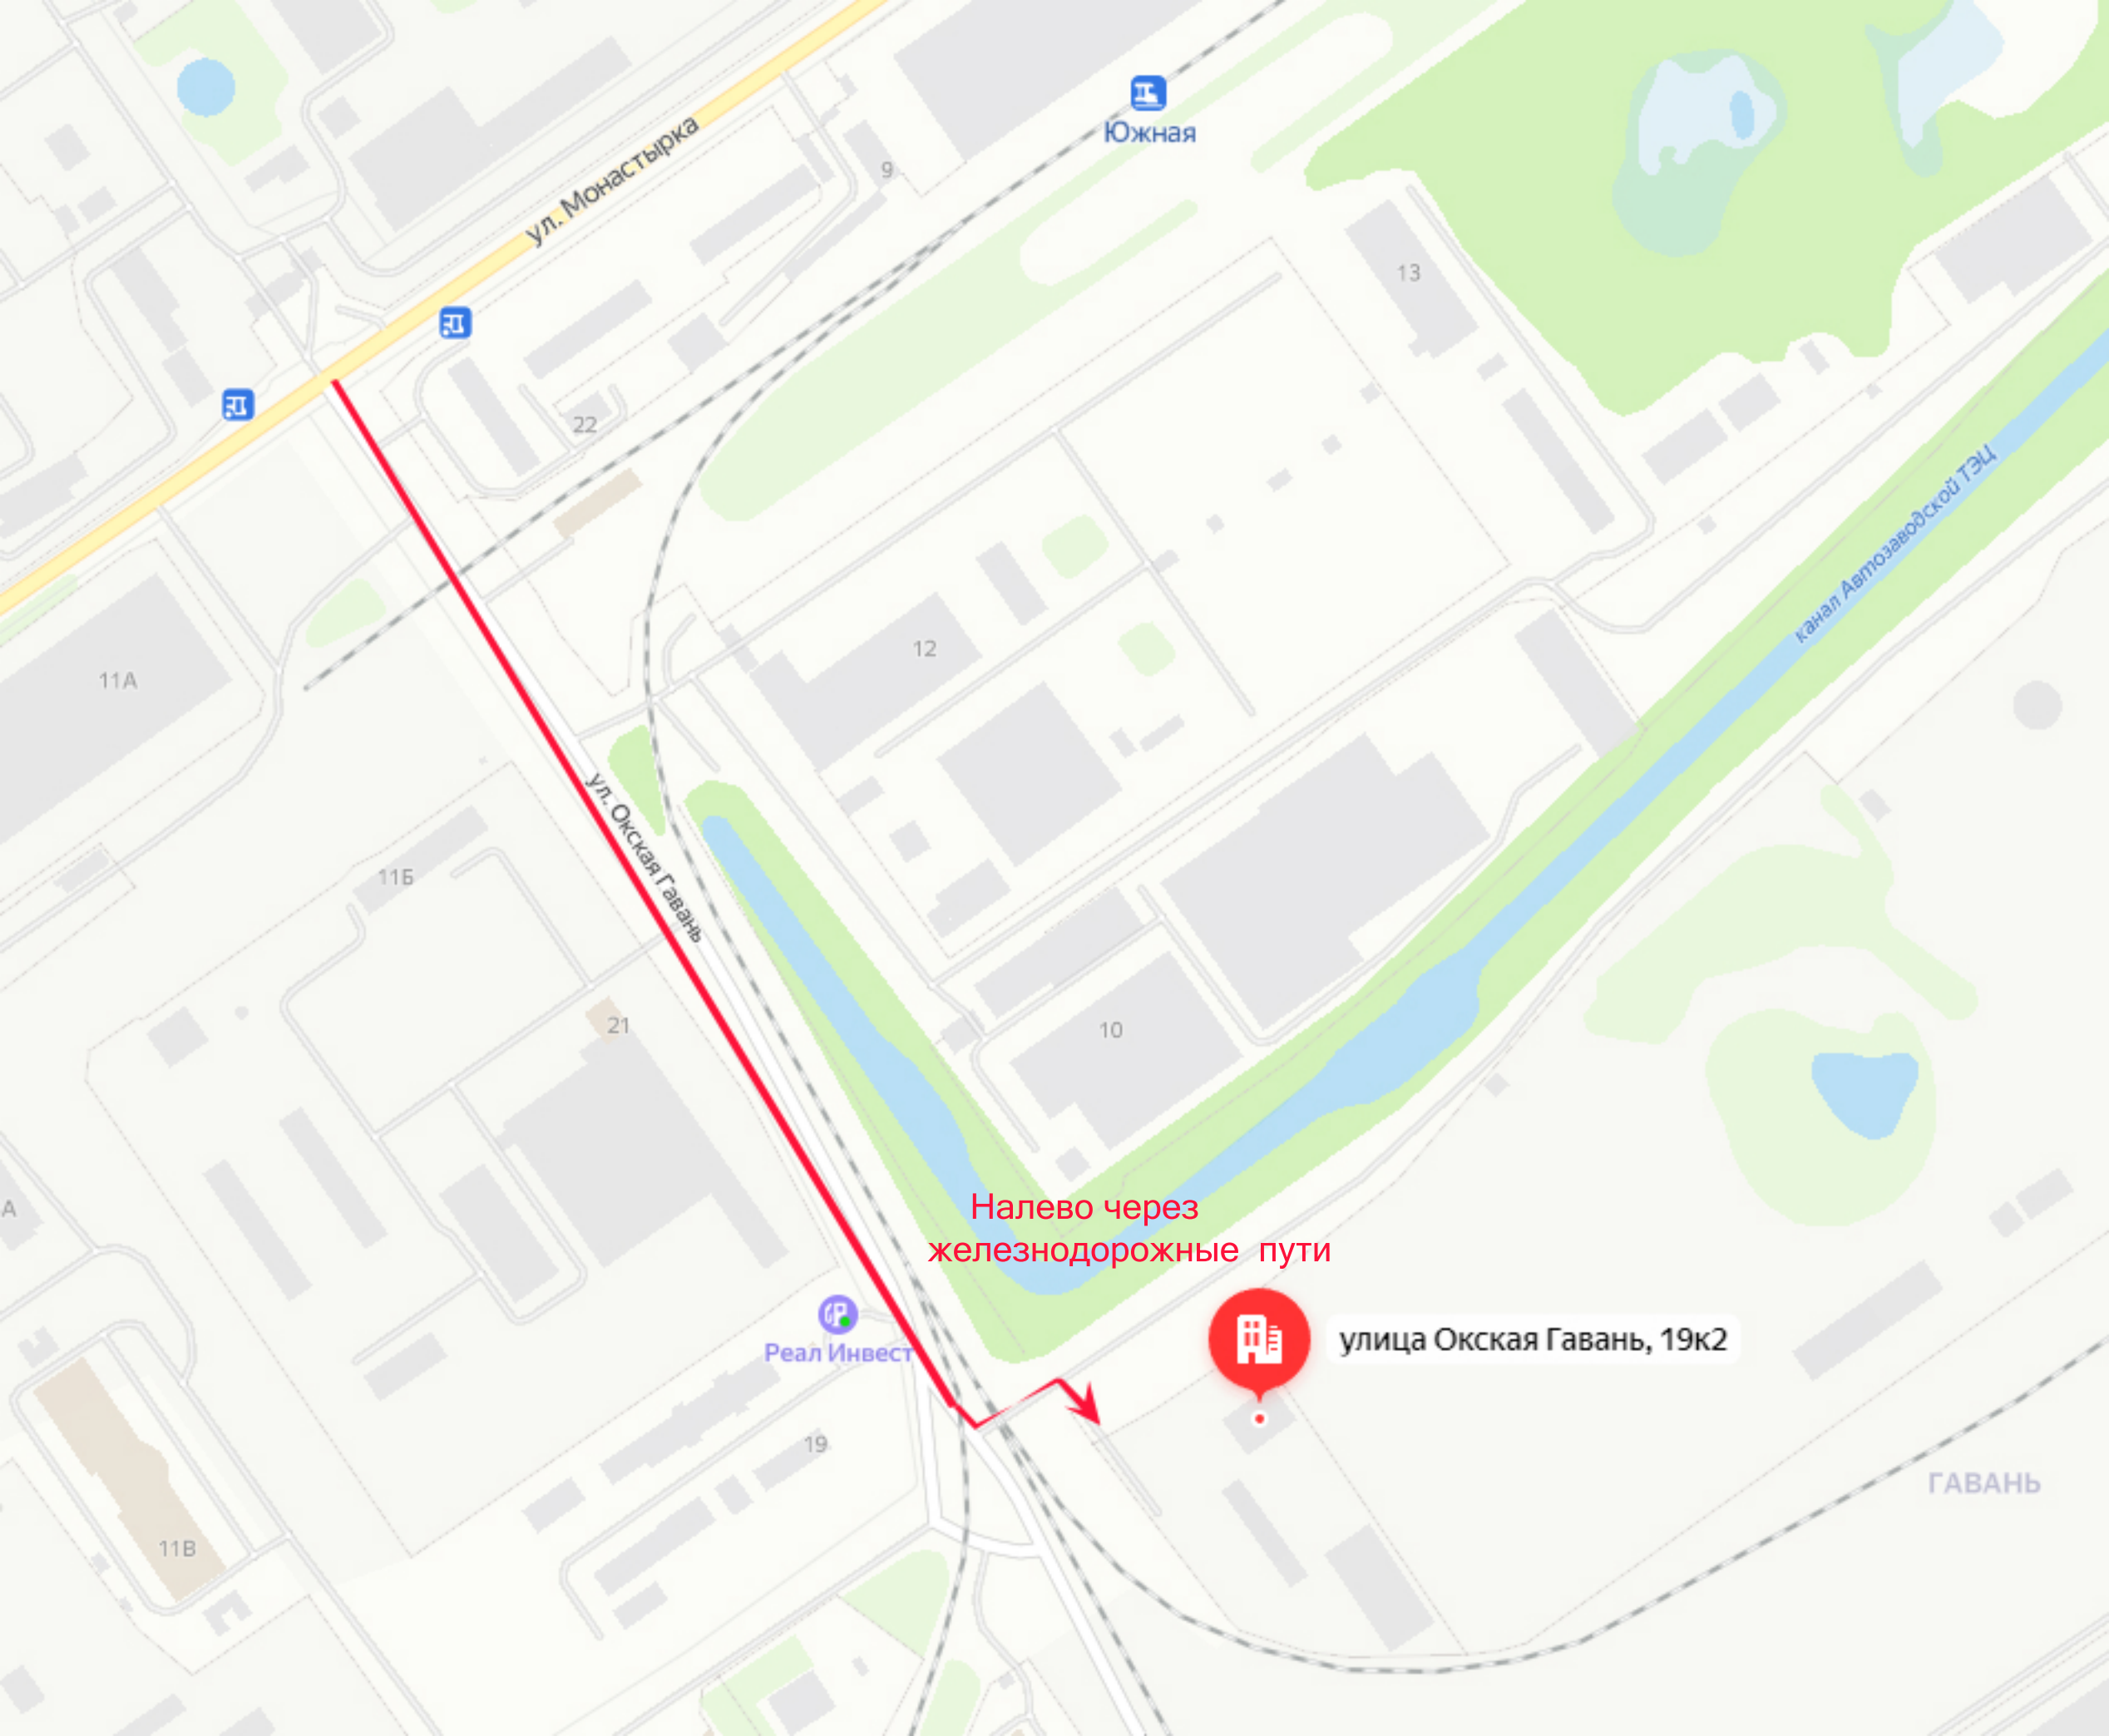 Южная
ул. Монастырка
9
13
22
канал Автозаводской ТЭЦ
12
11А
ул. Окская Гавань
11Б
21
10
А
Налево через
железнодорожные пути
Реал Инвест
улица Окская Гавань, 19к2
19
ГАВАНЬ
11В